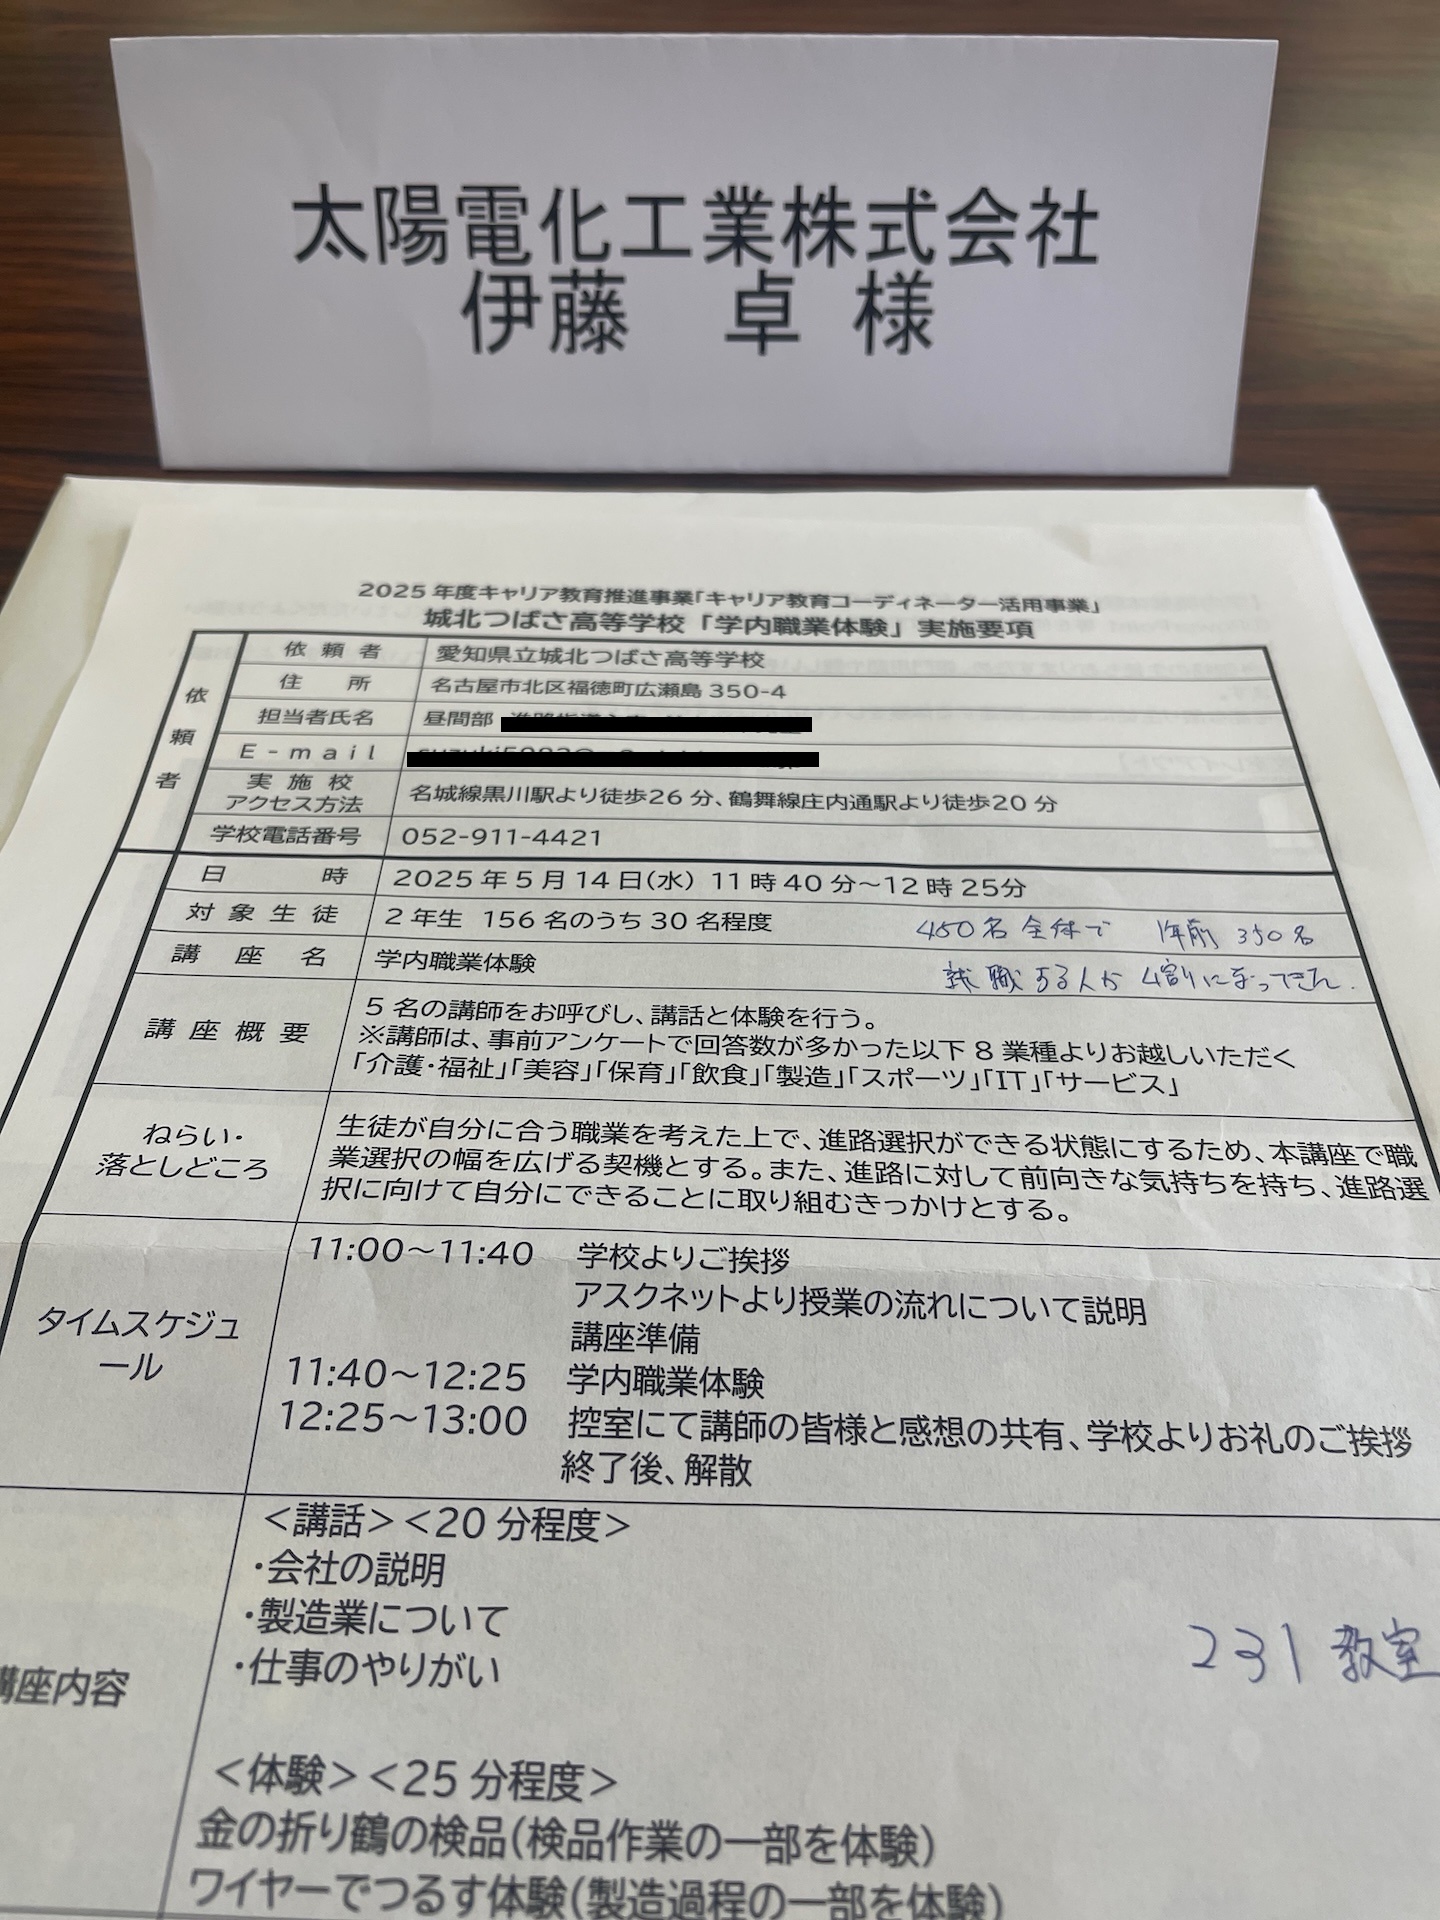 太陽電化工業株式会社
伊藤 卓 様
2025年度キャリア教育推進事業「キャリア教育コーディネーター活用事業」
城北つばさ高等学校「学内職業体験」実施要項
依頼者
依頼者 愛知県立城北つばさ高等学校
住所 名古屋市北区福徳町広瀬島350-4
担当者氏名 昼間部
E-mail
実施校
アクセス方法 名城線黒川駅より徒歩26分、鶴舞線庄内通駅より徒歩20分
学校電話番号 052-911-4421
日時 2025年5月14日(水) 11時40分~12時25分
対象生徒 2年生 156名のうち30名程度 450名全体で 1年前 350名
講座名 学内職業体験 就職する人が4割になってきた.
講座概要 5名の講師をお呼びし、講話と体験を行う。
※講師は、事前アンケートで回答数が多かった以下8業種よりお越しいただく
「介護・福祉」「美容」「保育」「飲食」「製造」「スポーツ」「IT」「サービス」
ねらい・
落としどころ
生徒が自分に合う職業を考えた上で、進路選択ができる状態にするため、本講座で職
業選択の幅を広げる契機とする。また、進路に対して前向きな気持ちを持ち、進路選
択に向けて自分にできることに取り組むきっかけとする。
タイムスケジュ
ール
11:00~11:40 学校よりご挨拶
アスクネットより授業の流れについて説明
講座準備
11:40~12:25 学内職業体験
12:25~13:00 控室にて講師の皆様と感想の共有、学校よりお礼のご挨拶
終了後、解散
講座内容
<講話><20分程度>
・会社の説明
・製造業について
・仕事のやりがい
231教室
<体験><25分程度>
金の折り鶴の検品(検品作業の一部を体験)
ワイヤーでつるす体験(製造過程の一部を体験)